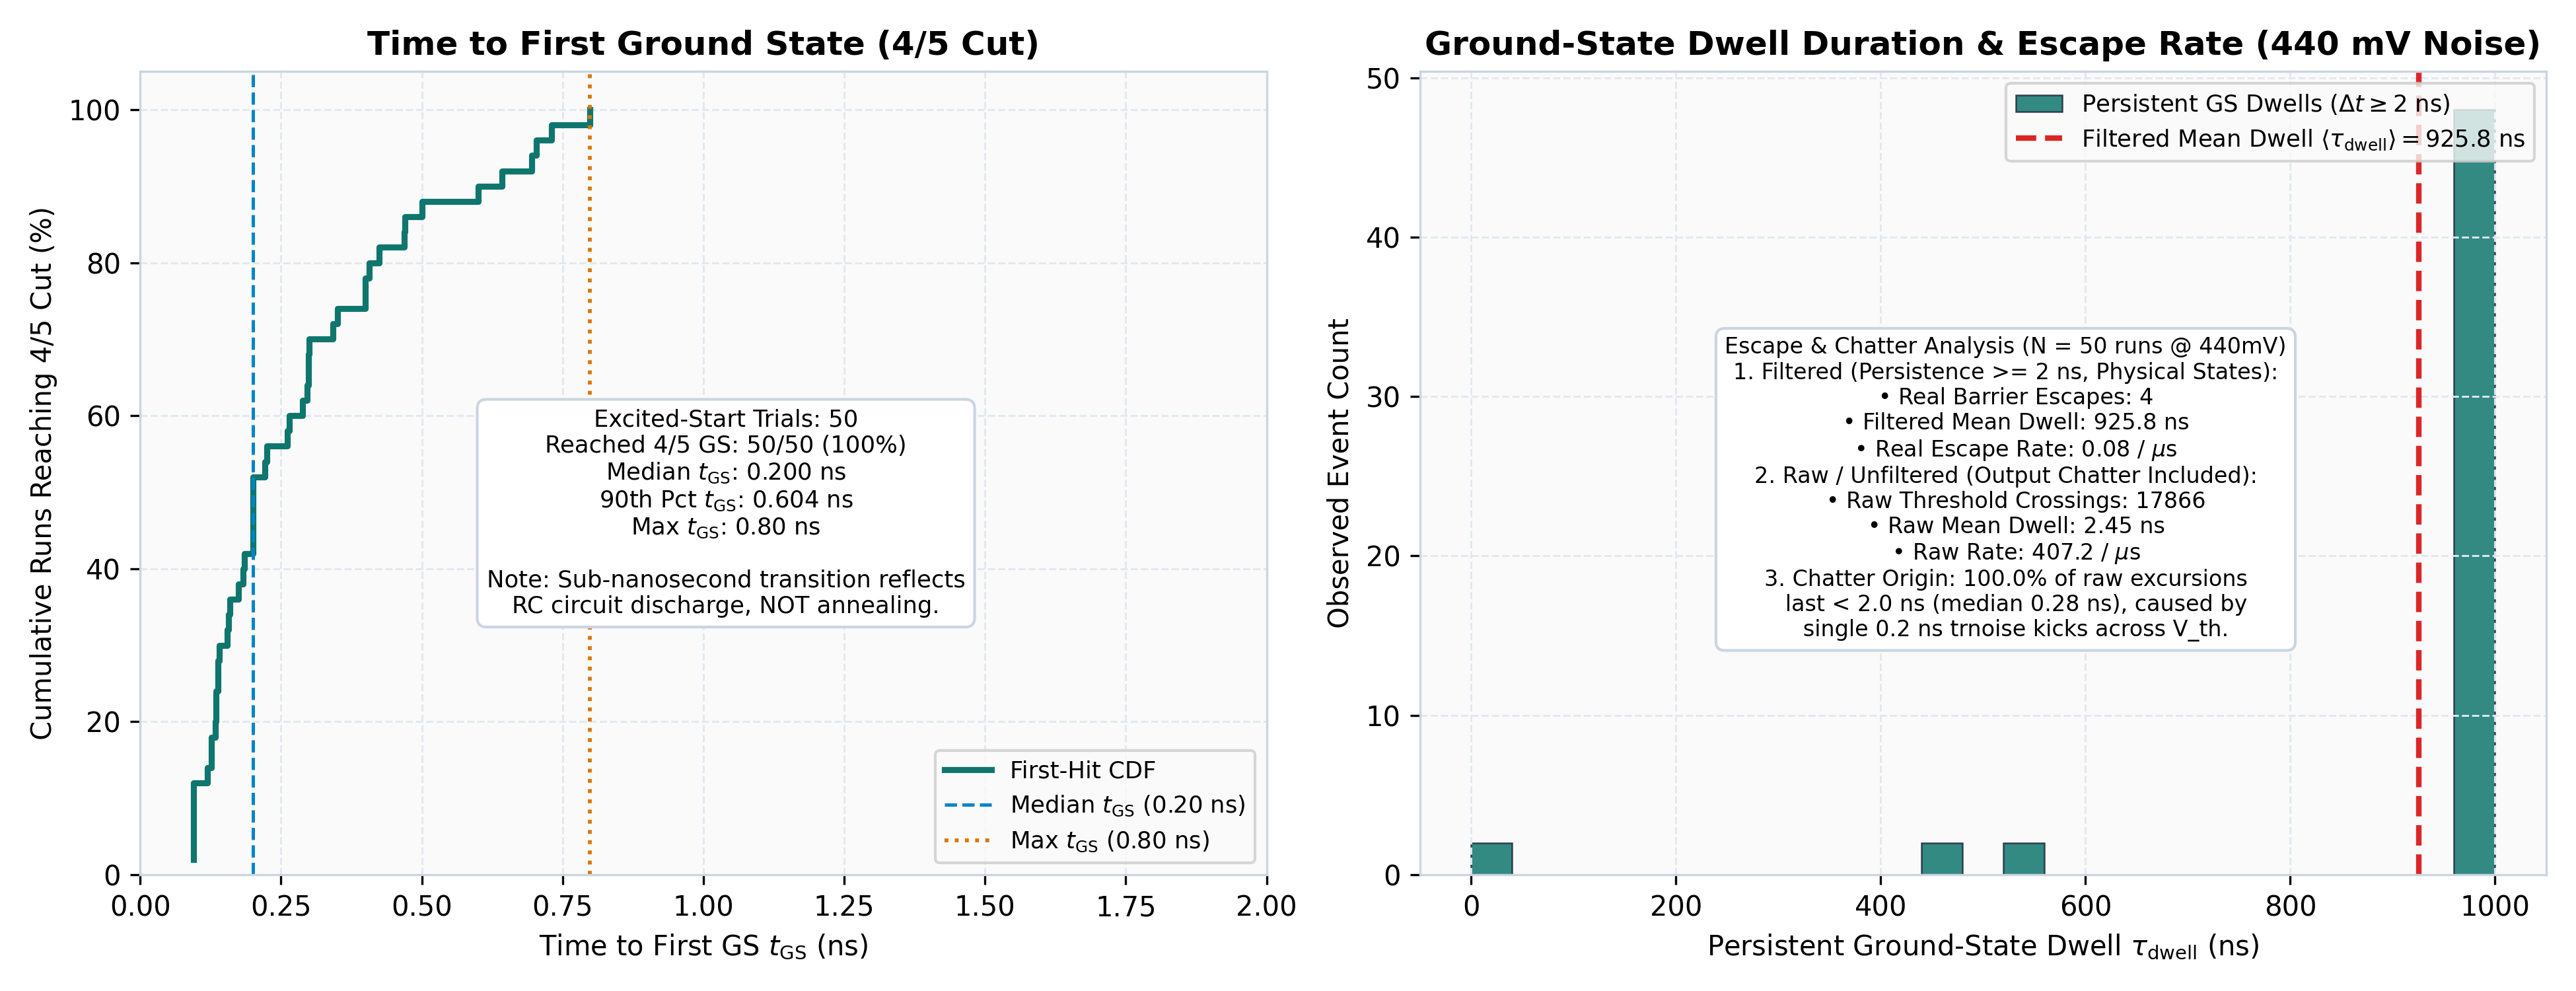 Time to First Ground State (4/5 Cut)
Cumulative Runs Reaching 4/5 Cut (%)
100
80
60
40
20
0
Excited-Start Trials: 50
Reached 4/5 GS: 50/50 (100%)
Median t_GS: 0.200 ns
90th Pct t_GS: 0.604 ns
Max t_GS: 0.80 ns
Note: Sub-nanosecond transition reflects
RC circuit discharge, NOT annealing.
First-Hit CDF
Median t_GS (0.20 ns)
Max t_GS (0.80 ns)
0.00 0.25 0.50 0.75 1.00 1.25 1.50 1.75 2.00
Time to First GS t_GS (ns)
Ground-State Dwell Duration & Escape Rate (440 mV Noise)
Observed Event Count
50
40
30
20
10
0
Persistent GS Dwells (Δt ≥ 2 ns)
Filtered Mean Dwell ⟨τ_dwell⟩ = 925.8 ns
Escape & Chatter Analysis (N = 50 runs @ 440mV)
1. Filtered (Persistence >= 2 ns, Physical States):
• Real Barrier Escapes: 4
• Filtered Mean Dwell: 925.8 ns
• Real Escape Rate: 0.08 / μs
2. Raw / Unfiltered (Output Chatter Included):
• Raw Threshold Crossings: 17866
• Raw Mean Dwell: 2.45 ns
• Raw Rate: 407.2 / μs
3. Chatter Origin: 100.0% of raw excursions
last < 2.0 ns (median 0.28 ns), caused by
single 0.2 ns trnoise kicks across V_th.
0 200 400 600 800 1000
Persistent Ground-State Dwell τ_dwell (ns)